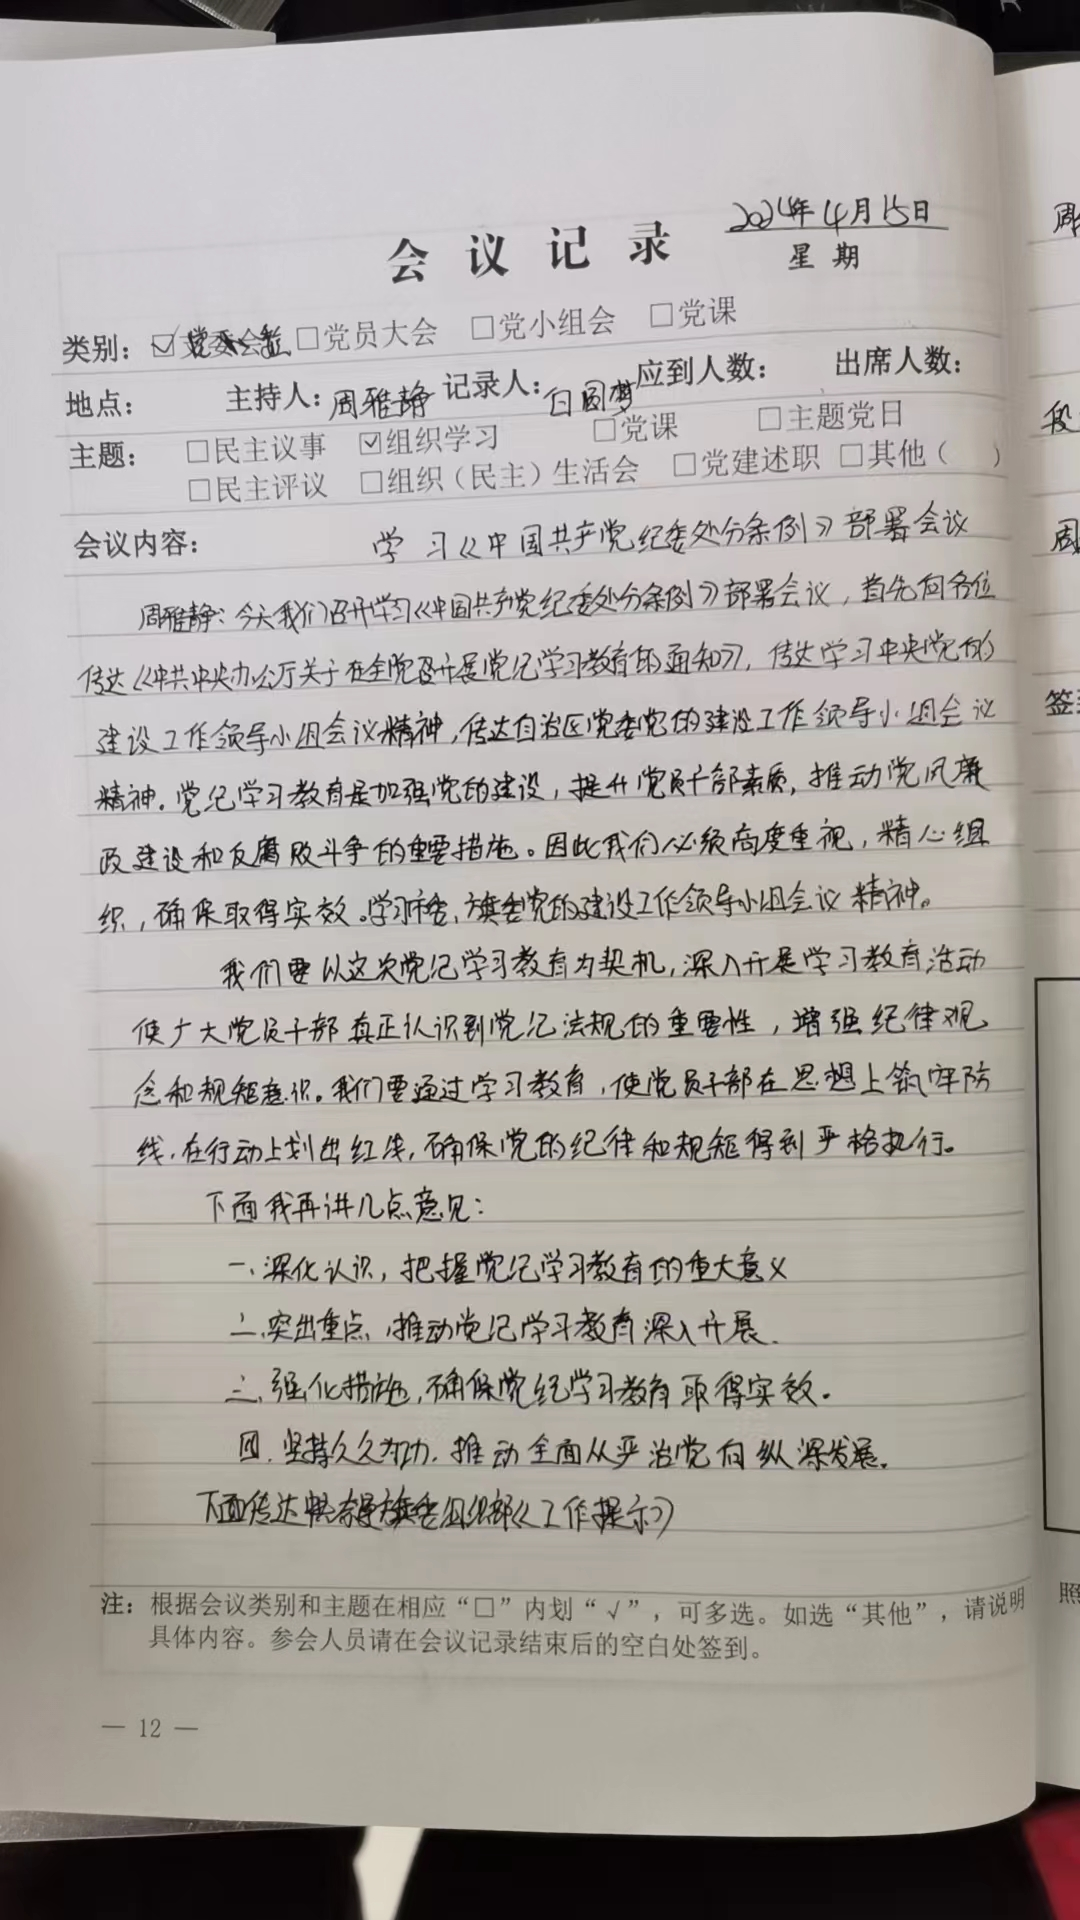 2024年4月15日
会议记录
星期
类别：☑ □党员大会 □党小组会 □党课
地点： 主持人：周雅静 记录人：白圆梦 应到人数： 出席人数：
主题： □民主议事 ☑组织学习 □党课 □主题党日
□民主评议 □组织（民主）生活会 □党建述职 □其他（ ）
会议内容： 学习《中国共产党纪委处分条例》部署会议
周雅静：今天我们召开学习《中国共产党纪委处分条例》部署会议，首先向各位
传达《中共中央办公厅关于在全党开展党纪学习教育的通知》，传达学习中央党的
建设工作领导小组会议精神，传达自治区党委党的建设工作领导小组会议
精神。党纪学习教育是加强党的建设，提升党员干部素质，推动党风廉
政建设和反腐败斗争的重要措施。因此我们必须高度重视，精心组
织，确保取得实效。学习市委、旗委党的建设工作领导小组会议精神。
我们要以这次党纪学习教育为契机，深入开展学习教育活动
使广大党员干部真正认识到党纪法规的重要性，增强纪律观
念和规矩意识。我们要通过学习教育，使党员干部在思想上筑牢防
线，在行动上划出红线，确保党的纪律和规矩得到严格执行。
下面我再讲几点意见：
一、深化认识，把握党纪学习教育的重大意义
二、突出重点，推动党纪学习教育深入开展.
三、强化措施，确保党纪学习教育取得实效。
四、坚持久久为功，推动全面从严治党向纵深发展。
下面传达 旗委组织部《工作提示》
注：根据会议类别和主题在相应“□”内划“√”，可多选。如选“其他”，请说明
具体内容。参会人员请在会议记录结束后的空白处签到。
— 12 —
周
段
周
签
照